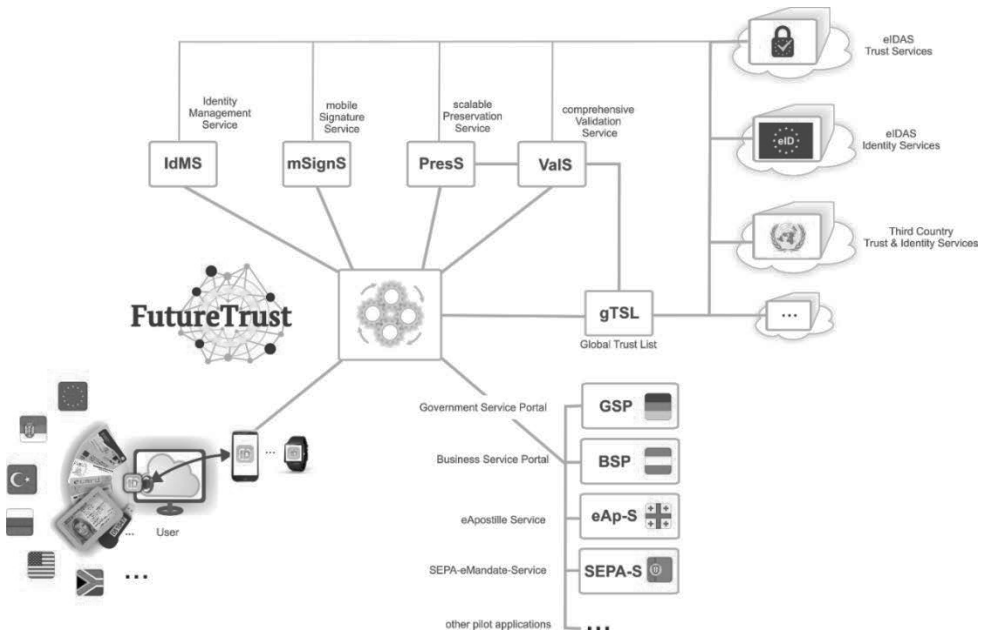 eIDAS
Trust Services
Identity
Management
Service
mobile
Signature
Service
scalable
Preservation
Service
comprehensive
Validation
Service
eID
eIDAS
Identity Services
IdMS
mSignS
PresS
ValS
Third Country
Trust & Identity Services
FutureTrust
gTSL
...
Global Trust List
Government Service Portal
GSP
Business Service Portal
BSP
ID
ID
...
eApostille Service
eAp-S
User
...
SEPA-eMandate-Service
SEPA-S
...
other pilot applications
...